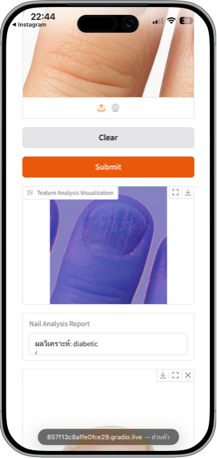 22:44
Instagram
Clear
Submit
Texture Analysis Visualization
Nail Analysis Report
ผลวิเคราะห์: diabetic
(
857f13c8affe0fce29.gradio.live — ส่วนตัว